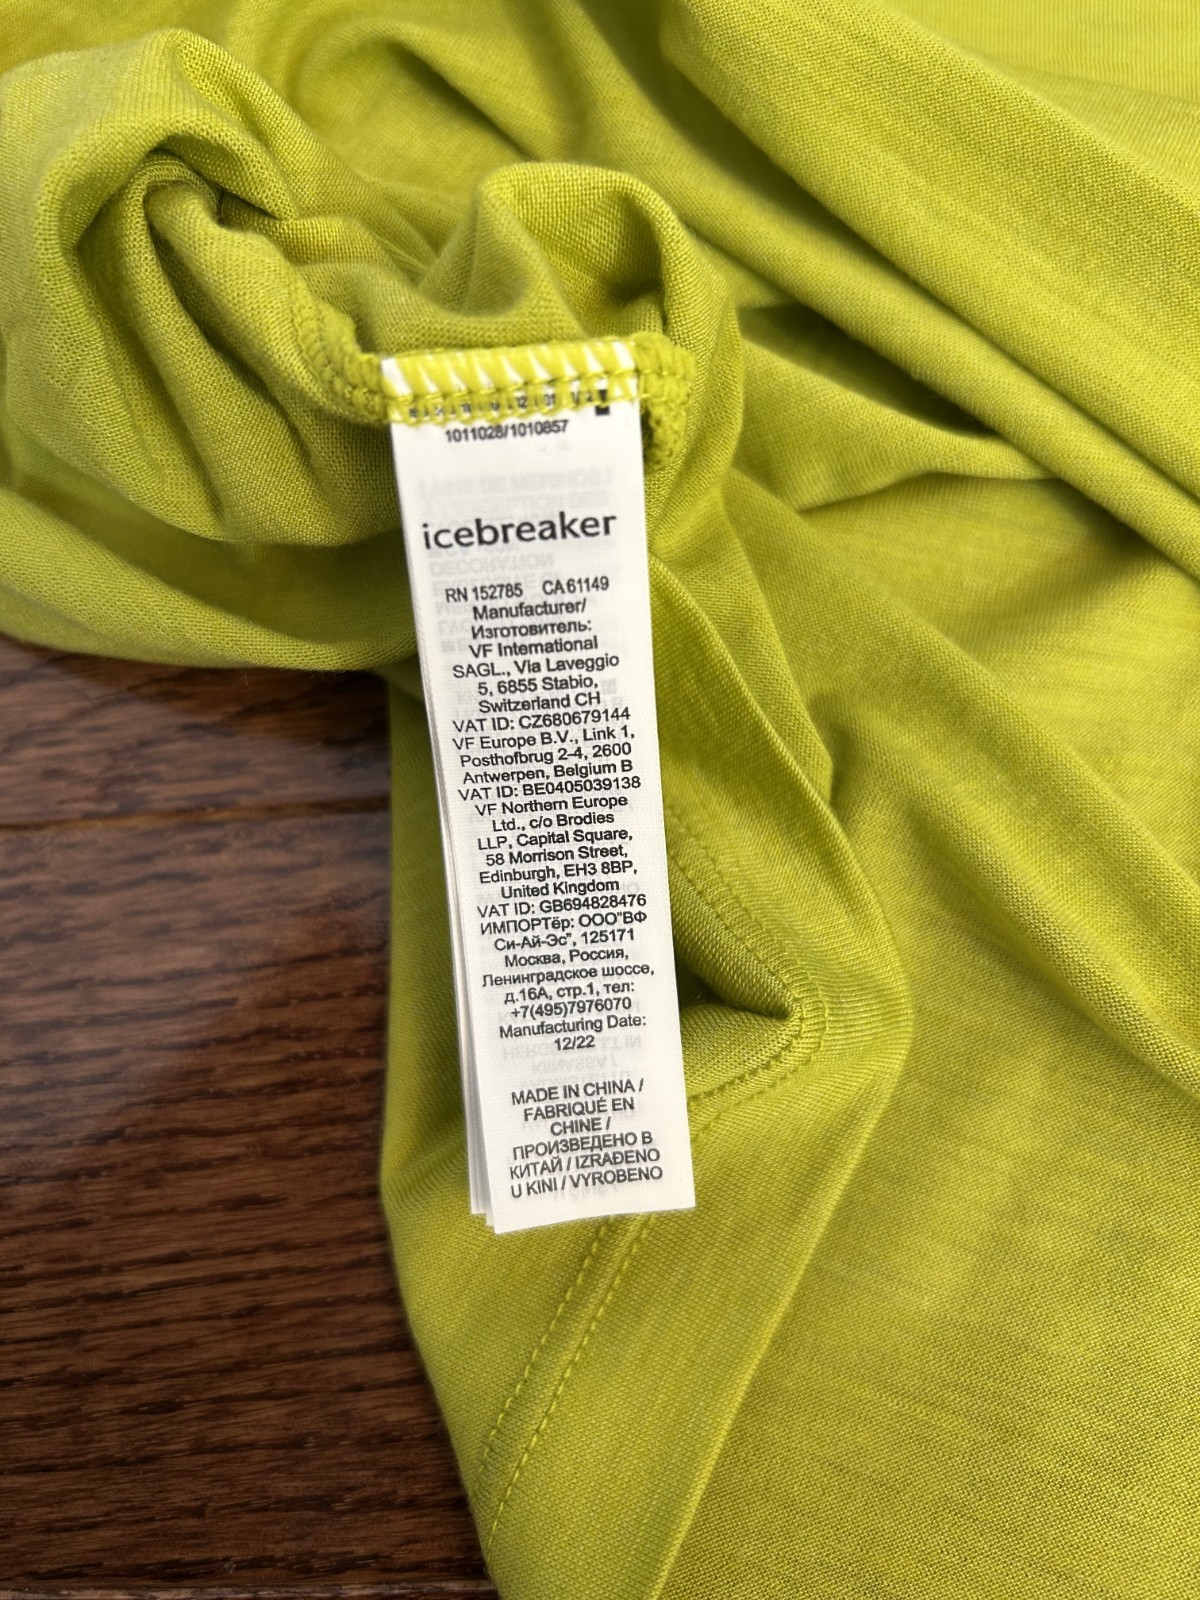 1011028/1010857
icebreaker
RN 152785 CA 61149
Manufacturer/
Изготовитель:
VF International
SAGL., Via Laveggio
5, 6855 Stabio,
Switzerland CH
VAT ID: CZ680679144
VF Europe B.V., Link 1,
Posthofbrug 2-4, 2600
Antwerpen, Belgium B
VAT ID: BE0405039138
VF Northern Europe
Ltd., c/o Brodies
LLP, Capital Square,
58 Morrison Street,
Edinburgh, EH3 8BP,
United Kingdom
VAT ID: GB694828476
ИМПОРТёр: ООО"ВФ
Си-Ай-Эс", 125171
Москва, Россия,
Ленинградское шоссе,
д.16А, стр.1, тел:
+7(495)7976070
Manufacturing Date:
12/22
MADE IN CHINA /
FABRIQUÉ EN
CHINE /
ПРОИЗВЕДЕНО В
КИТАЙ / IZRAĐENO
U KINI / VYROBENO